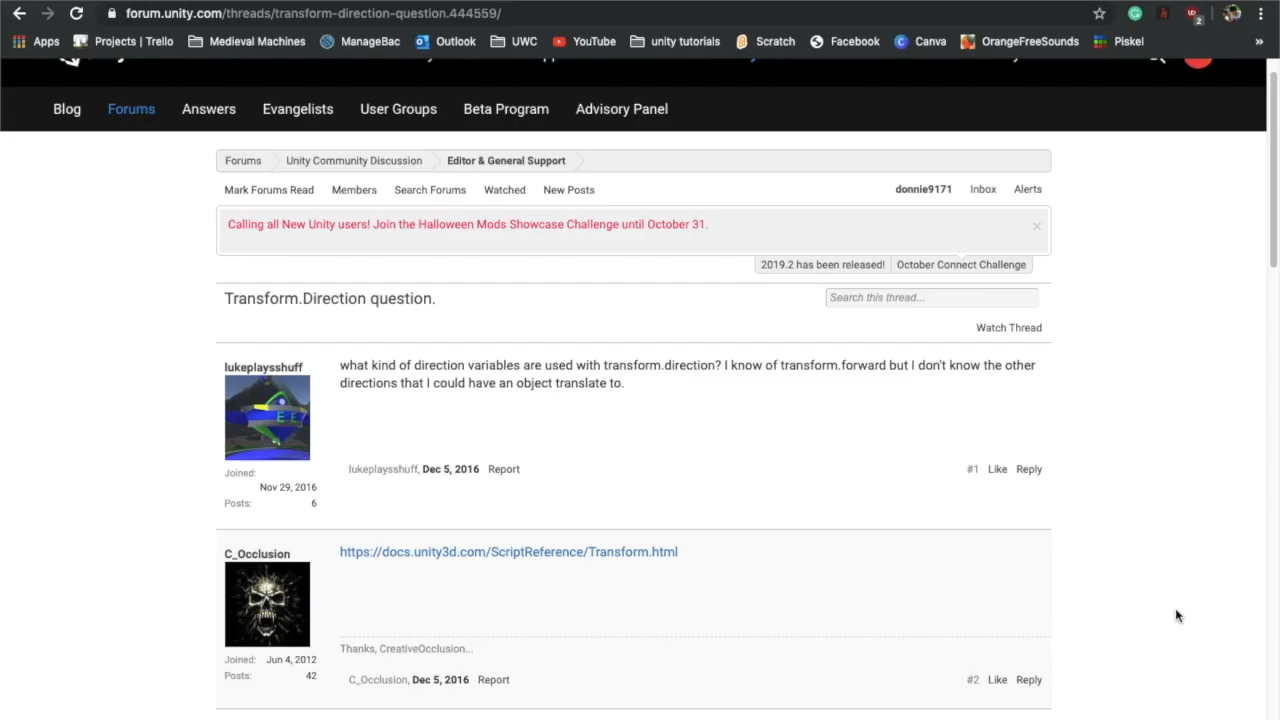 forum.unity.com/threads/transform-direction-question.444559/
Apps Projects | Trello Medieval Machines ManageBac Outlook UWC YouTube unity tutorials Scratch Facebook Canva OrangeFreeSounds Piskel »
Blog Forums Answers Evangelists User Groups Beta Program Advisory Panel
Forums Unity Community Discussion Editor & General Support
Mark Forums Read Members Search Forums Watched New Posts donnie9171 Inbox Alerts
Calling all New Unity users! Join the Halloween Mods Showcase Challenge until October 31.
2019.2 has been released! October Connect Challenge
Transform.Direction question.
Search this thread...
Watch Thread
lukeplaysshuff
what kind of direction variables are used with transform.direction? I know of transform.forward but I don't know the other
directions that I could have an object translate to.
lukeplaysshuff, Dec 5, 2016 Report #1 Like Reply
Joined:
Nov 29, 2016
Posts: 6
C_Occlusion
https://docs.unity3d.com/ScriptReference/Transform.html
Thanks, CreativeOcclusion...
Joined: Jun 4, 2012
Posts: 42
C_Occlusion, Dec 5, 2016 Report #2 Like Reply